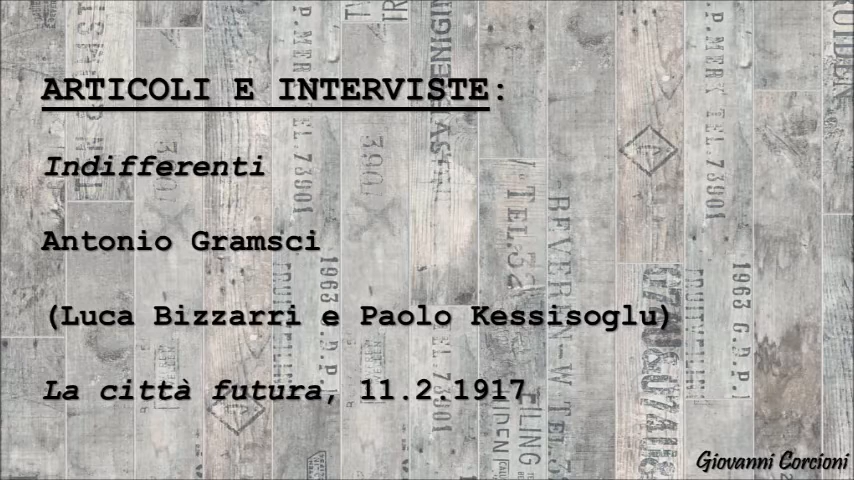 ARTICOLI E INTERVISTE:
Indifferenti
Antonio Gramsci
(Luca Bizzarri e Paolo Kessisoglu)
La città futura, 11.2.1917
Giovanni Corcioni